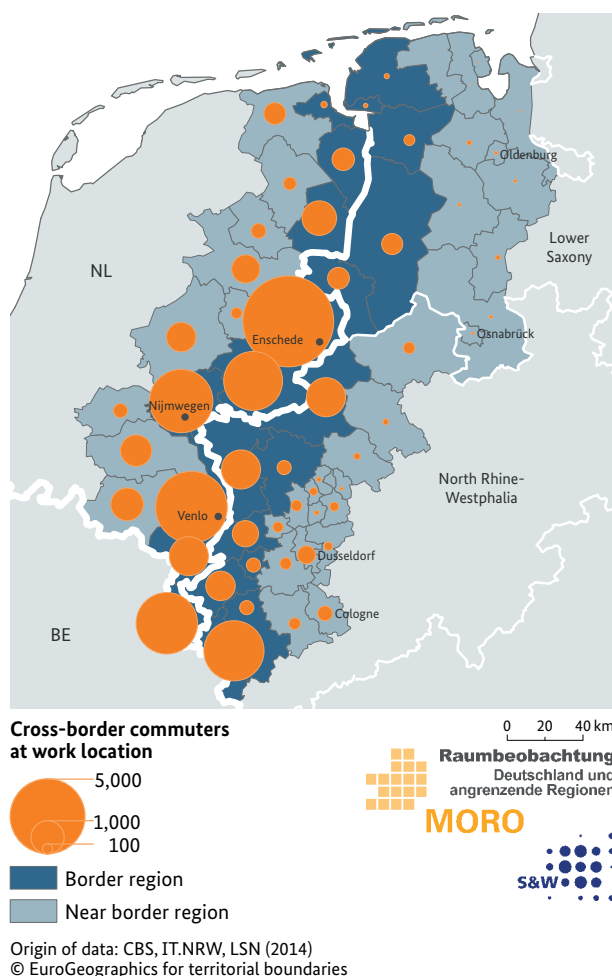 Oldenburg
Lower
Saxony
NL
Osnabrück
Enschede
Nijmwegen
North Rhine-
Westphalia
Venlo
Dusseldorf
Cologne
BE
Cross-border commuters
at work location
5,000
1,000
100
Border region
Near border region
0 20 40 km
Raumbeobachtung
Deutschland und
angrenzende Regionen
MORO
S&W
Origin of data: CBS, IT.NRW, LSN (2014)
© EuroGeographics for territorial boundaries